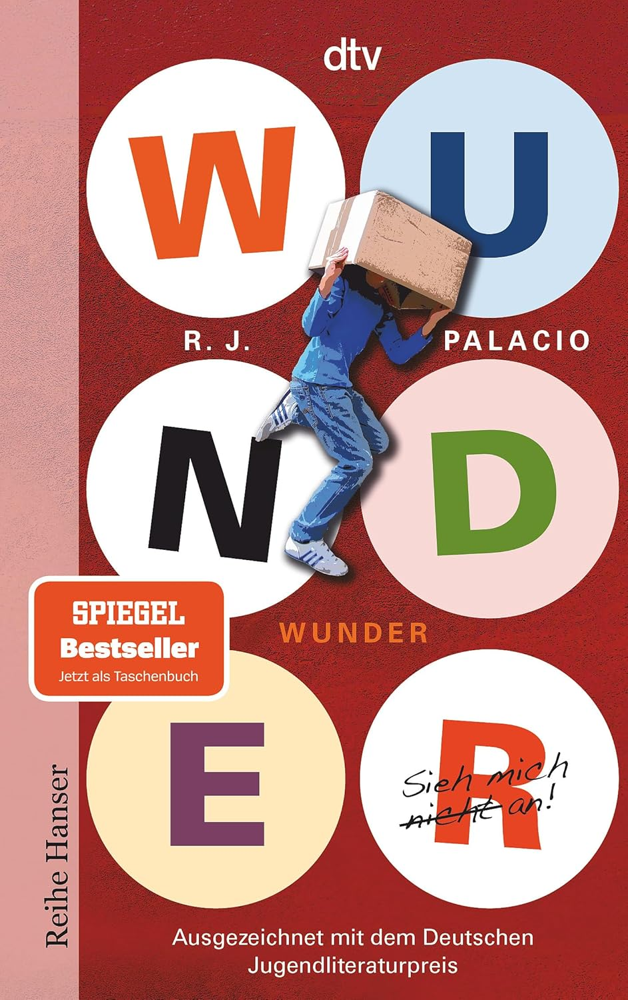 dtv
W U
R. J. PALACIO
N D
WUNDER
SPIEGEL
Bestseller
Jetzt als Taschenbuch
E R
Sieh mich
nicht an!
Reihe Hanser
Ausgezeichnet mit dem Deutschen
Jugendliteraturpreis